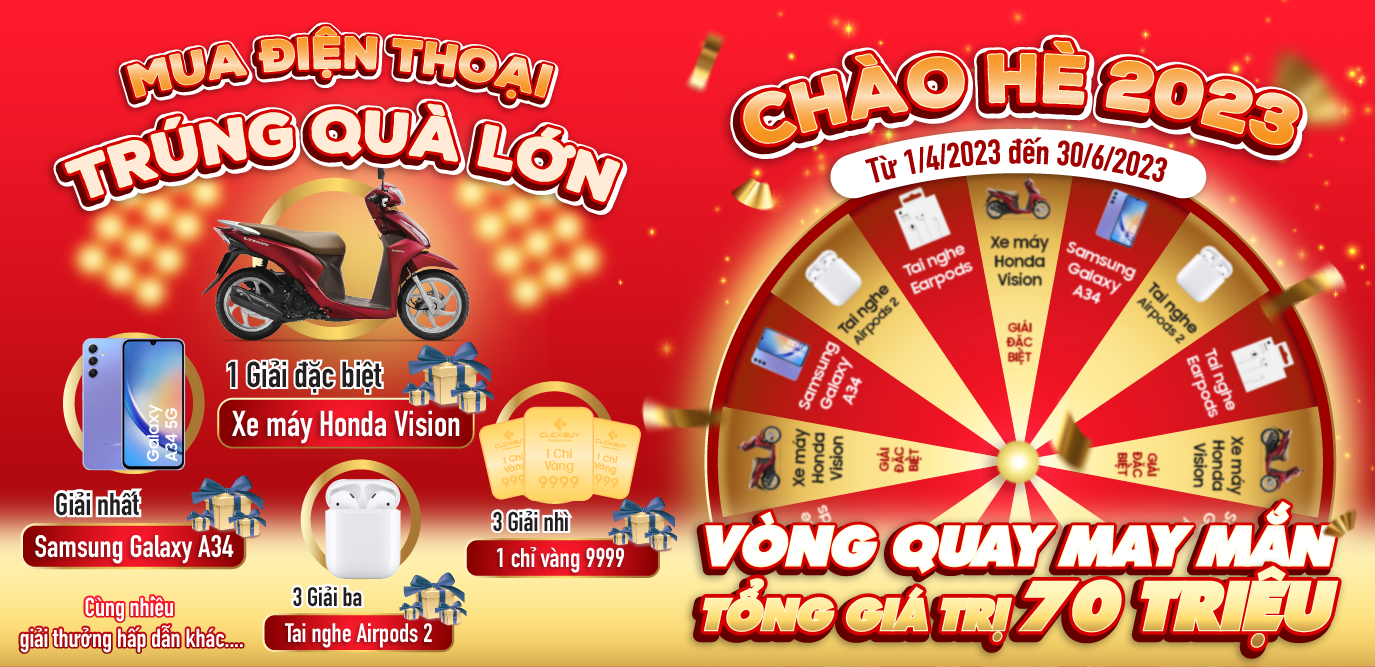 MUA ĐIỆN THOẠI
TRÚNG QUÀ LỚN
VISION
1 Giải đặc biệt
Xe máy Honda Vision
Galaxy
A34 5G
Giải nhất
Samsung Galaxy A34
CLICKBUY
1 Chỉ
Vàng
9999
3 Giải nhì
1 chỉ vàng 9999
3 Giải ba
Tai nghe Airpods 2
Cùng nhiều
giải thưởng hấp dẫn khác....
CHÀO HÈ 2023
Từ 1/4/2023 đến 30/6/2023
Xe máy
Honda
Vision
GIẢI
ĐẶC
BIỆT
Samsung
Galaxy
A34
Tai nghe
Airpods 2
Tai nghe
Earpods
Xe máy
Honda
Vision
GIẢI
ĐẶC
BIỆT
Samsung
Galaxy
A34
Tai nghe
Airpods 2
Tai nghe
Earpods
Xe máy
Honda
Vision
GIẢI
ĐẶC
BIỆT
VÒNG QUAY MAY MẮN
TỔNG GIÁ TRỊ 70 TRIỆU